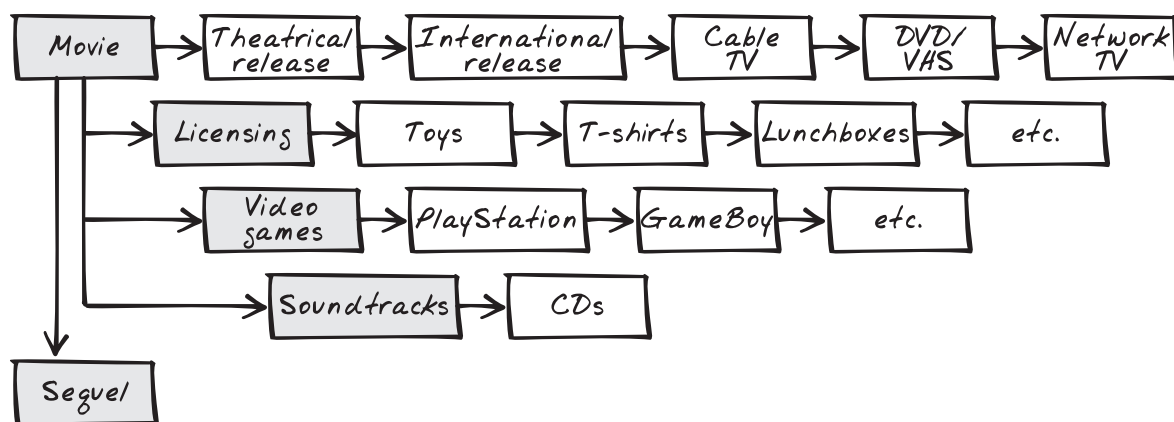 Movie
Theatrical
release
International
release
Cable
TV
DVD/
VHS
Network
TV
Licensing
Toys
T-shirts
Lunchboxes
etc.
Video
games
PlayStation
GameBoy
etc.
Soundtracks
CDs
Sequel